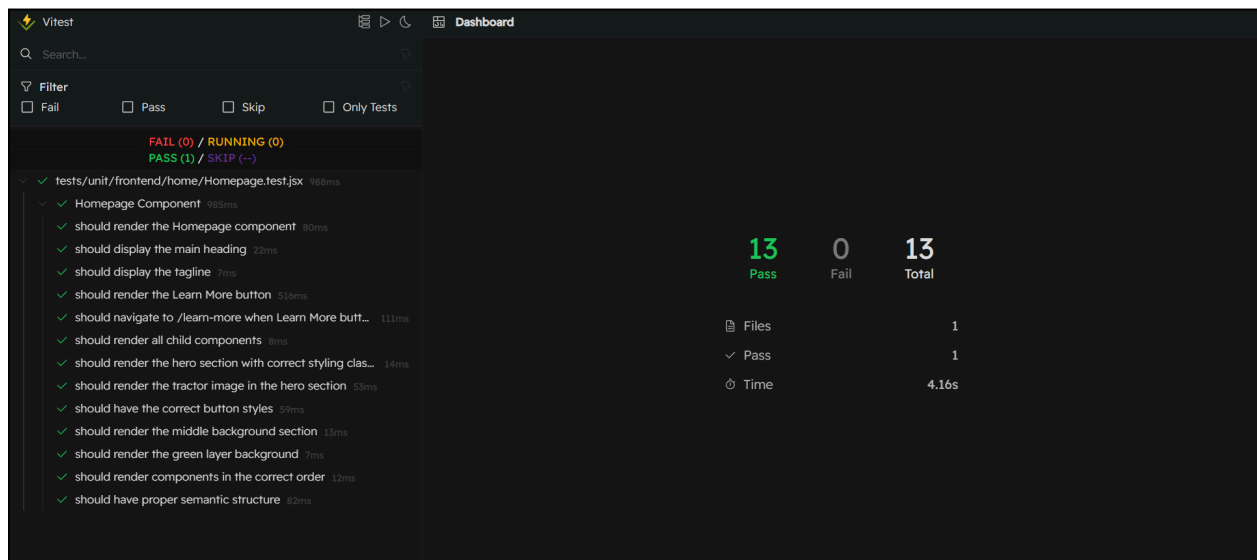 Vitest
Dashboard
Search...
Filter
Fail Pass Skip Only Tests
FAIL (0) / RUNNING (0)
PASS (1) / SKIP (--)
tests/unit/frontend/home/Homepage.test.jsx 988ms
Homepage Component 985ms
should render the Homepage component 80ms
should display the main heading 22ms
should display the tagline 7ms
should render the Learn More button 516ms
should navigate to /learn-more when Learn More butt... 111ms
should render all child components 8ms
should render the hero section with correct styling clas... 14ms
should render the tractor image in the hero section 53ms
should have the correct button styles 59ms
should render the middle background section 13ms
should render the green layer background 7ms
should render components in the correct order 12ms
should have proper semantic structure 82ms
13 0 13
Pass Fail Total
Files 1
Pass 1
Time 4.16s